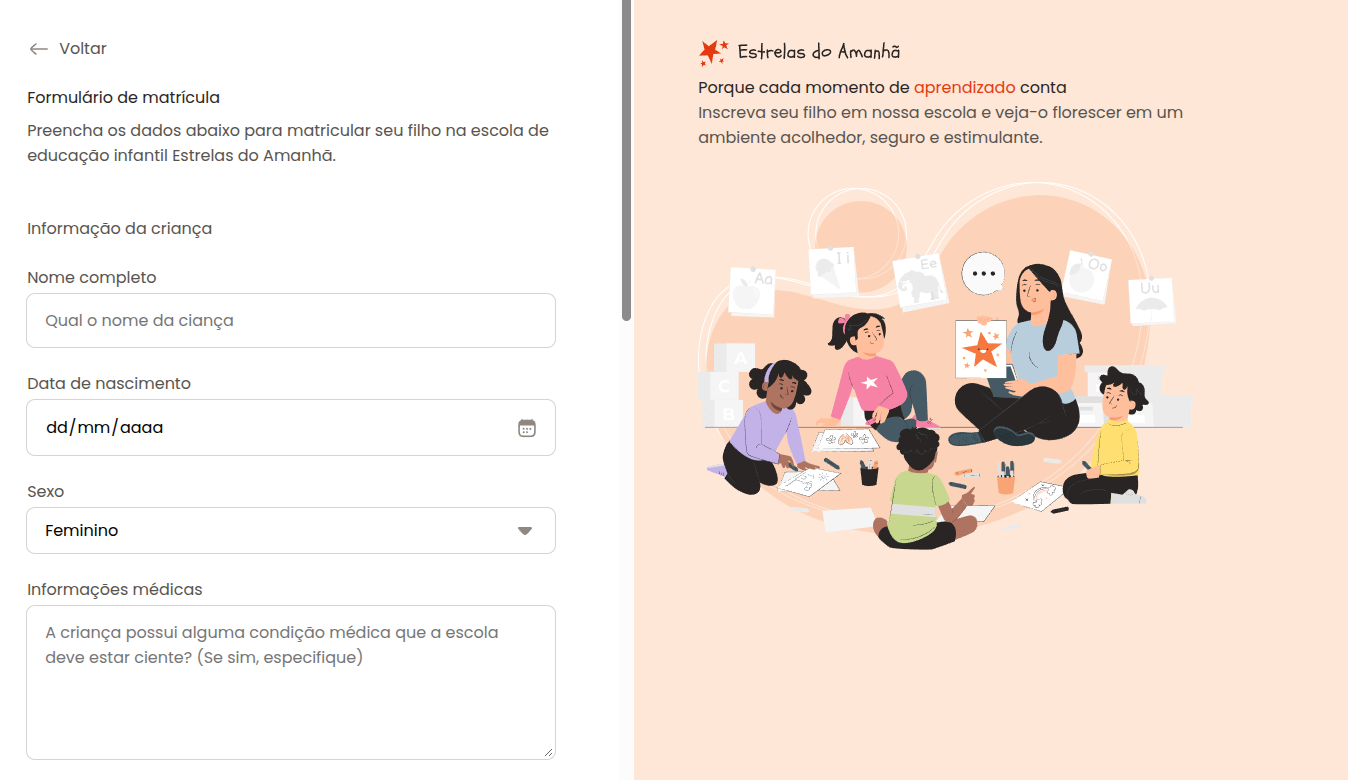 Voltar
Formulário de matrícula
Preencha os dados abaixo para matricular seu filho na escola de
educação infantil Estrelas do Amanhã.
Informação da criança
Nome completo
Qual o nome da ciança
Data de nascimento
dd/mm/aaaa
Sexo
Feminino
Informações médicas
A criança possui alguma condição médica que a escola
deve estar ciente? (Se sim, especifique)
Estrelas do Amanhã
Porque cada momento de aprendizado conta
Inscreva seu filho em nossa escola e veja-o florescer em um
ambiente acolhedor, seguro e estimulante.
Aa
I i
Ee
Oo
Uu
A
C
B